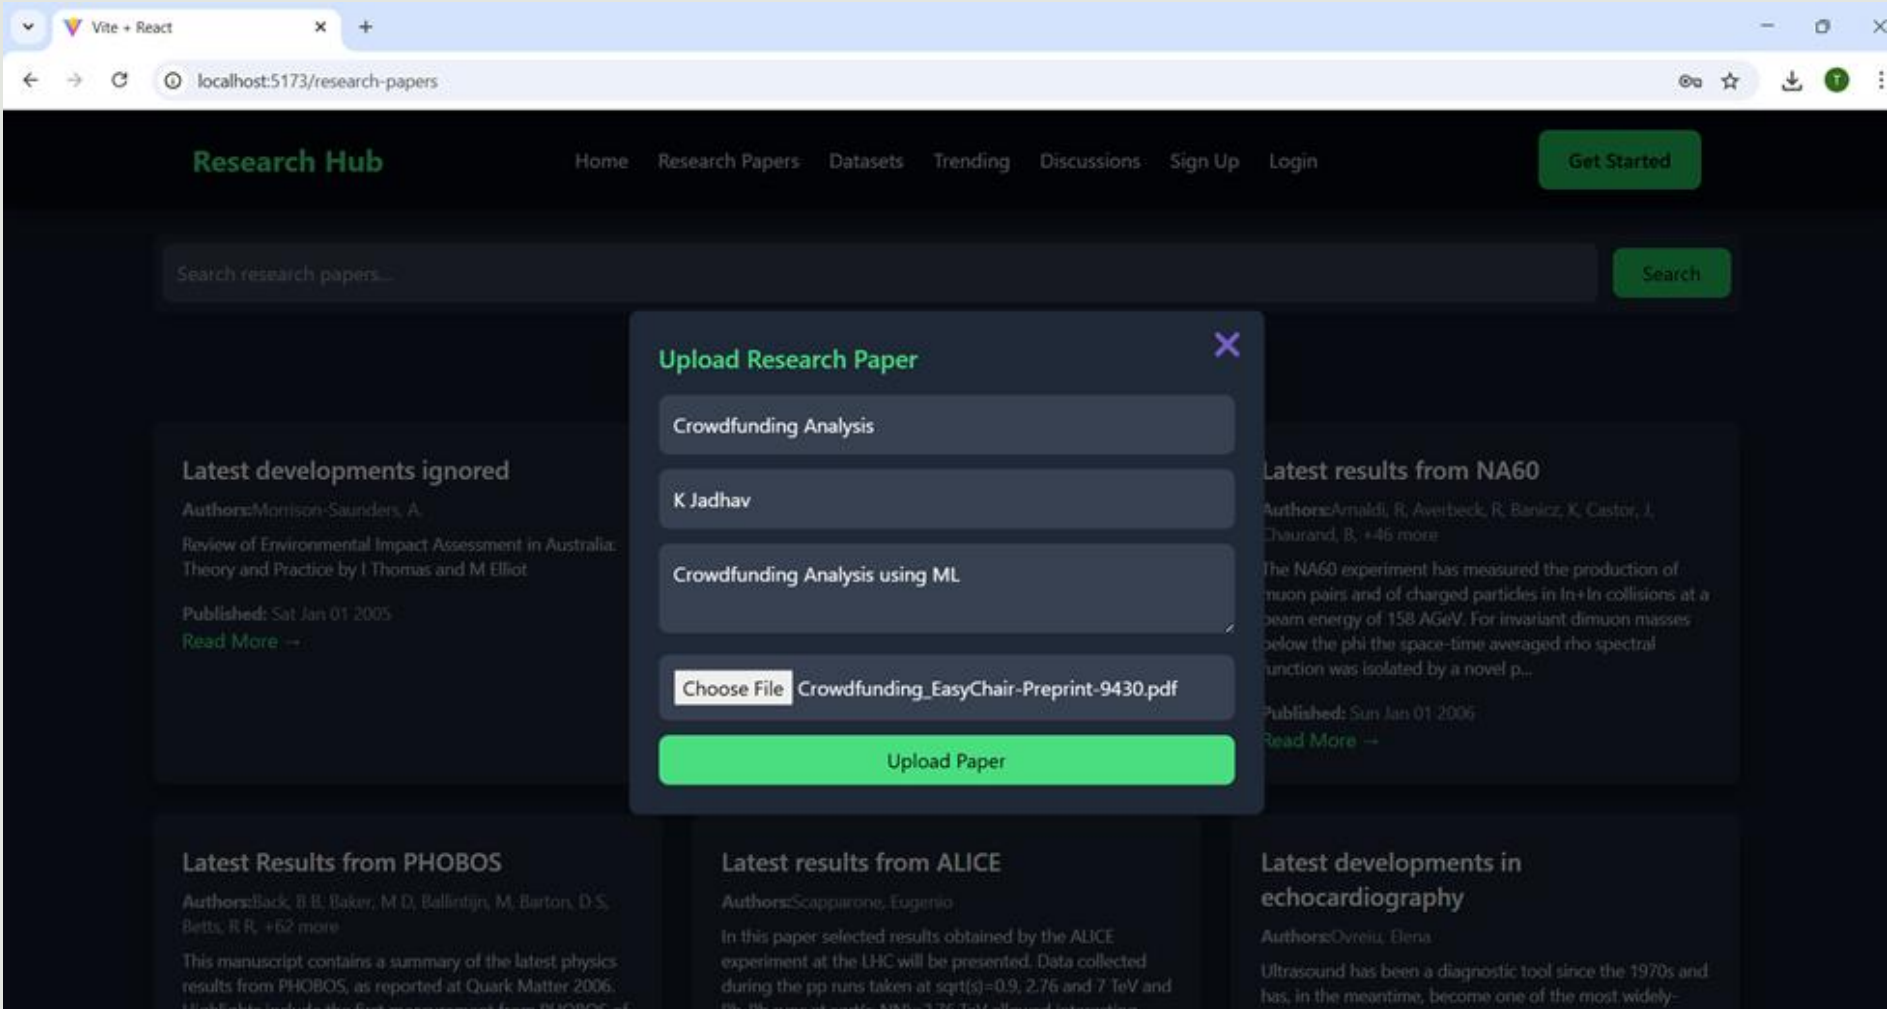 Vite + React
localhost:5173/research-papers
T
Research Hub
Home Research Papers Datasets Trending Discussions Sign Up Login
Get Started
Search research papers...
Search
Upload Research Paper
Crowdfunding Analysis
K Jadhav
Crowdfunding Analysis using ML
Choose File Crowdfunding_EasyChair-Preprint-9430.pdf
Upload Paper
Latest developments ignored
Authors:Morrison-Saunders, A.
Review of Environmental Impact Assessment in Australia:
Theory and Practice by I Thomas and M Elliot
Published: Sat Jan 01 2005
Read More →
Latest results from NA60
Authors:Arnaldi, R, Averbeck, R, Banicz, K, Castor, J,
Chaurand, B, +46 more
The NA60 experiment has measured the production of
muon pairs and of charged particles in In+In collisions at a
beam energy of 158 AGeV. For invariant dimuon masses
below the phi the space-time averaged rho spectral
function was isolated by a novel p...
Published: Sun Jan 01 2006
Read More →
Latest Results from PHOBOS
Authors:Back, B B, Baker, M D, Ballintijn, M, Barton, D S,
Betts, R R, +62 more
This manuscript contains a summary of the latest physics
results from PHOBOS, as reported at Quark Matter 2006.
Latest results from ALICE
Authors:Scapparone, Eugenio
In this paper selected results obtained by the ALICE
experiment at the LHC will be presented. Data collected
during the pp runs taken at sqrt(s)=0.9, 2.76 and 7 TeV and
Latest developments in
echocardiography
Authors:Ovreiu, Elena
Ultrasound has been a diagnostic tool since the 1970s and
has, in the meantime, become one of the most widely-